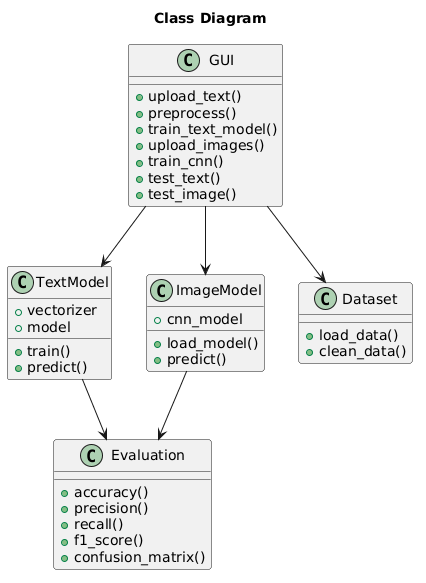 Class Diagram
C GUI
upload_text()
preprocess()
train_text_model()
upload_images()
train_cnn()
test_text()
test_image()
C TextModel
vectorizer
model
train()
predict()
C ImageModel
cnn_model
load_model()
predict()
C Dataset
load_data()
clean_data()
C Evaluation
accuracy()
precision()
recall()
f1_score()
confusion_matrix()